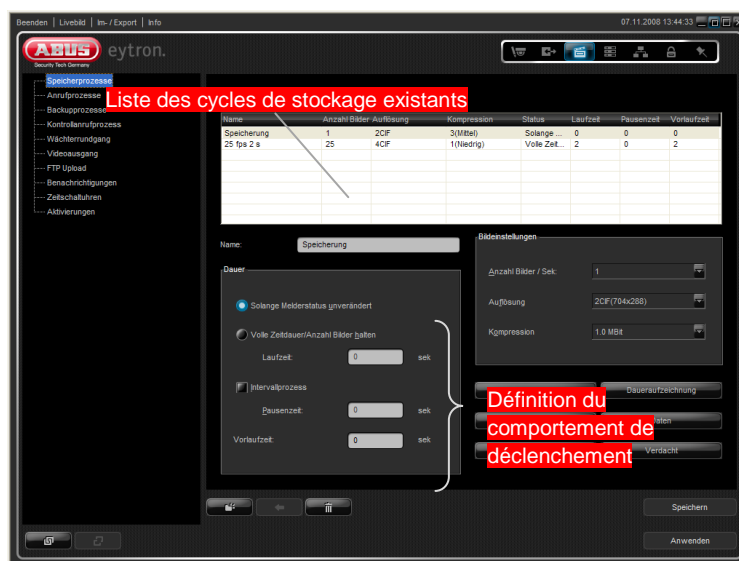 Beenden | Livebild | Im- / Export | Info
07.11.2008 13:44:33
ABUS eytron.
Security Tech Germany
Speicherprozesse
Anrufprozesse
Backupprozesse
Kontrollanrufprozess
Wächterrundgang
Videoausgang
FTP Upload
Benachrichtigungen
Zeitschaltuhren
Aktivierungen
Liste des cycles de stockage existants
Name Anzahl Bilder Auflösung Kompression Status Laufzeit Pausenzeit Vorlaufzeit
Speicherung 1 2CIF 3(Mittel) Solange ... 0 0 0
25 fps 2 s 25 4CIF 1(Niedrig) Volle Zeit... 2 0 2
Name: Speicherung
Dauer
Solange Melderstatus unverändert
Volle Zeitdauer/Anzahl Bilder halten
Laufzeit: 0 sek
Intervallprozess
Pausenzeit: 0 sek
Vorlaufzeit: 0 sek
Bildeinstellungen
Anzahl Bilder / Sek: 1
Auflösung 2CIF(704x288)
Kompression 1.0 MBit
Daueraufzeichnung
Verdacht
Définition du
comportement de
déclenchement
Speichern
Anwenden